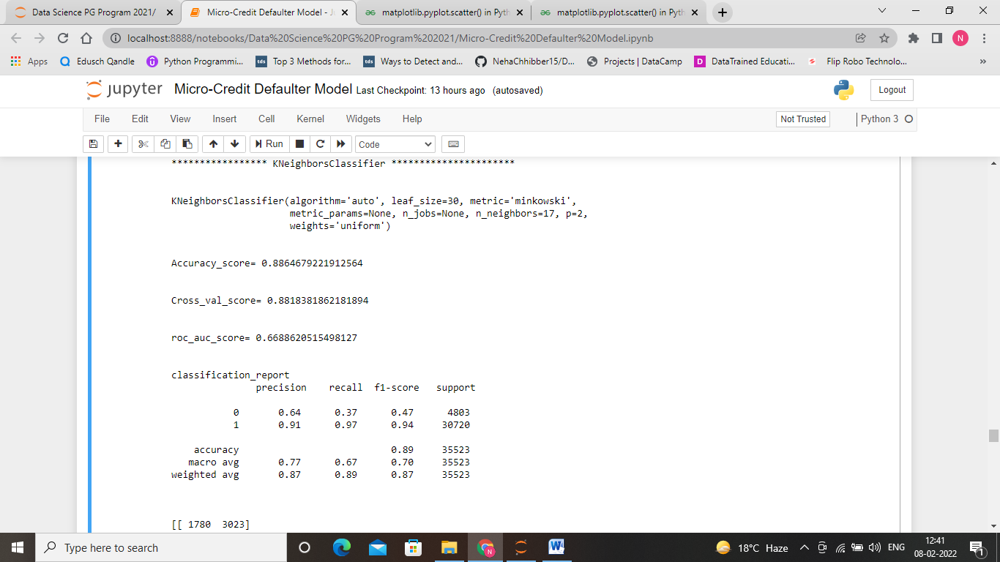 Data Science PG Program 2021/
Micro-Credit Defaulter Model - J
matplotlib.pyplot.scatter() in Pyth
matplotlib.pyplot.scatter() in Pyth
localhost:8888/notebooks/Data%20Science%20PG%20Program%202021/Micro-Credit%20Defaulter%20Model.ipynb
N
Apps
Edusch Qandle
Python Programmi...
tds
Top 3 Methods for...
tds
Ways to Detect and...
NehaChhibber15/D...
Projects | DataCamp
D
DataTrained Educati...
Flip Robo Technolo...
»
jupyter
Micro-Credit Defaulter Model Last Checkpoint: 13 hours ago (autosaved)
Logout
File Edit View Insert Cell Kernel Widgets Help
Not Trusted
Python 3
Run
Code
***************** KNeighborsClassifier **********************
KNeighborsClassifier(algorithm='auto', leaf_size=30, metric='minkowski',
metric_params=None, n_jobs=None, n_neighbors=17, p=2,
weights='uniform')
Accuracy_score= 0.8864679221912564
Cross_val_score= 0.8818381862181894
roc_auc_score= 0.6688620515498127
classification_report
precision recall f1-score support
0 0.64 0.37 0.47 4803
1 0.91 0.97 0.94 30720
accuracy 0.89 35523
macro avg 0.77 0.67 0.70 35523
weighted avg 0.87 0.89 0.87 35523
[[ 1780 3023]
Type here to search
N
W
18°C Haze
ENG
12:41
08-02-2022
1